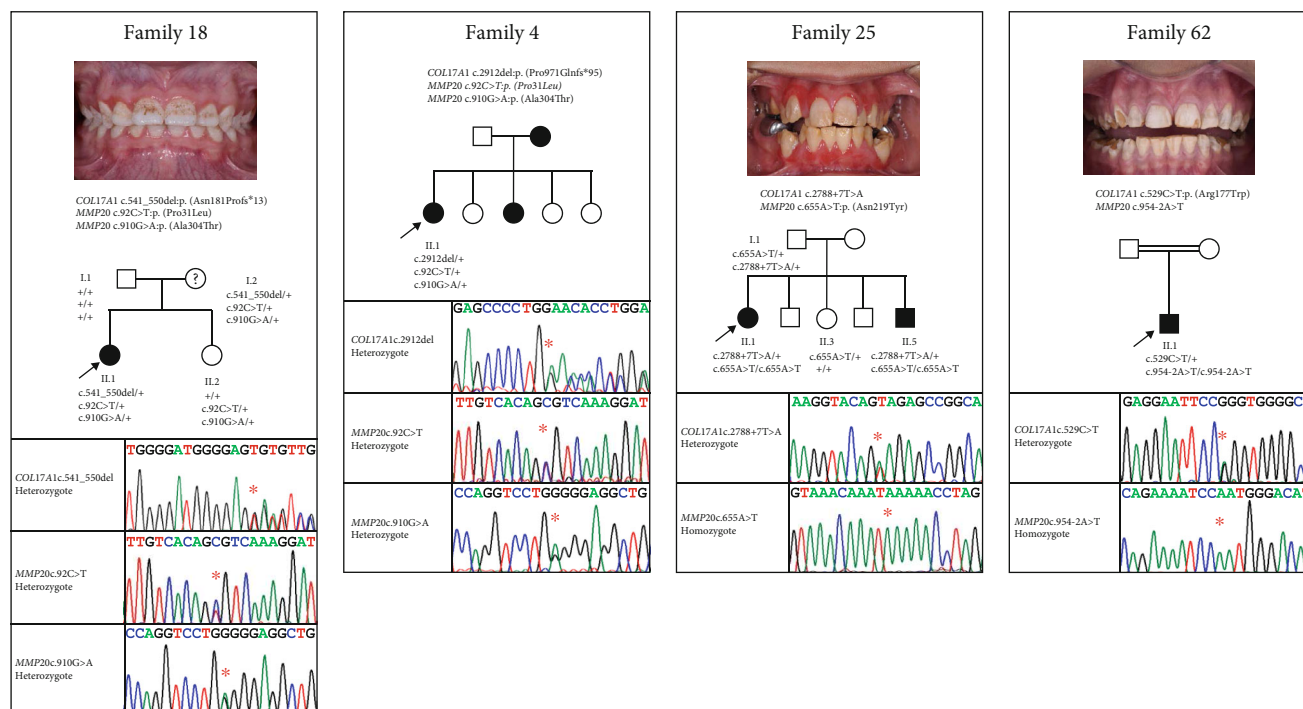 Family 18
COL17A1 c.541_550del:p. (Asn181Profs*13)
MMP20 c.92C>T:p. (Pro31Leu)
MMP20 c.910G>A:p. (Ala304Thr)
I.1
+/+
+/+
+/+
?
I.2
c.541_550del/+
c.92C>T/+
c.910G>A/+
II.1
c.541_550del/+
c.92C>T/+
c.910G>A/+
II.2
+/+
c.92C>T/+
c.910G>A/+
TGGGGATGGGGAGTGTGTTG
COL17A1c.541_550del
Heterozygote
*
TTGTCACAGCGTCAAAGGAT
MMP20c.92C>T
Heterozygote
*
CCAGGTCCTGGGGGAGGCTG
MMP20c.910G>A
Heterozygote
*
Family 4
COL17A1 c.2912del:p. (Pro971Glnfs*95)
MMP20 c.92C>T:p. (Pro31Leu)
MMP20 c.910G>A:p. (Ala304Thr)
II.1
c.2912del/+
c.92C>T/+
c.910G>A/+
GAGCCCCTGGAACACCTGGA
COL17A1c.2912del
Heterozygote
*
TTGTCACAGCGTCAAAGGAT
MMP20c.92C>T
Heterozygote
*
CCAGGTCCTGGGGGAGGCTG
MMP20c.910G>A
Heterozygote
*
Family 25
COL17A1 c.2788+7T>A
MMP20 c.655A>T:p. (Asn219Tyr)
I.1
c.655A>T/+
c.2788+7T>A/+
II.1
c.2788+7T>A/+
c.655A>T/c.655A>T
II.3
c.655A>T/+
+/+
II.5
c.2788+7T>A/+
c.655A>T/c.655A>T
AAGGTACAGTAGAGCCGGCA
COL17A1c.2788+7T>A
Heterozygote
*
GTAAACAAATAAAAACCTAG
MMP20c.655A>T
Homozygote
*
Family 62
COL17A1 c.529C>T:p. (Arg177Trp)
MMP20 c.954-2A>T
II.1
c.529C>T/+
c.954-2A>T/c.954-2A>T
GAGGAATTCCGGGTGGGGC
COL17A1c.529C>T
Heterozygote
*
CAGAAAATCCAATGGGACA
MMP20c.954-2A>T
Homozygote
*